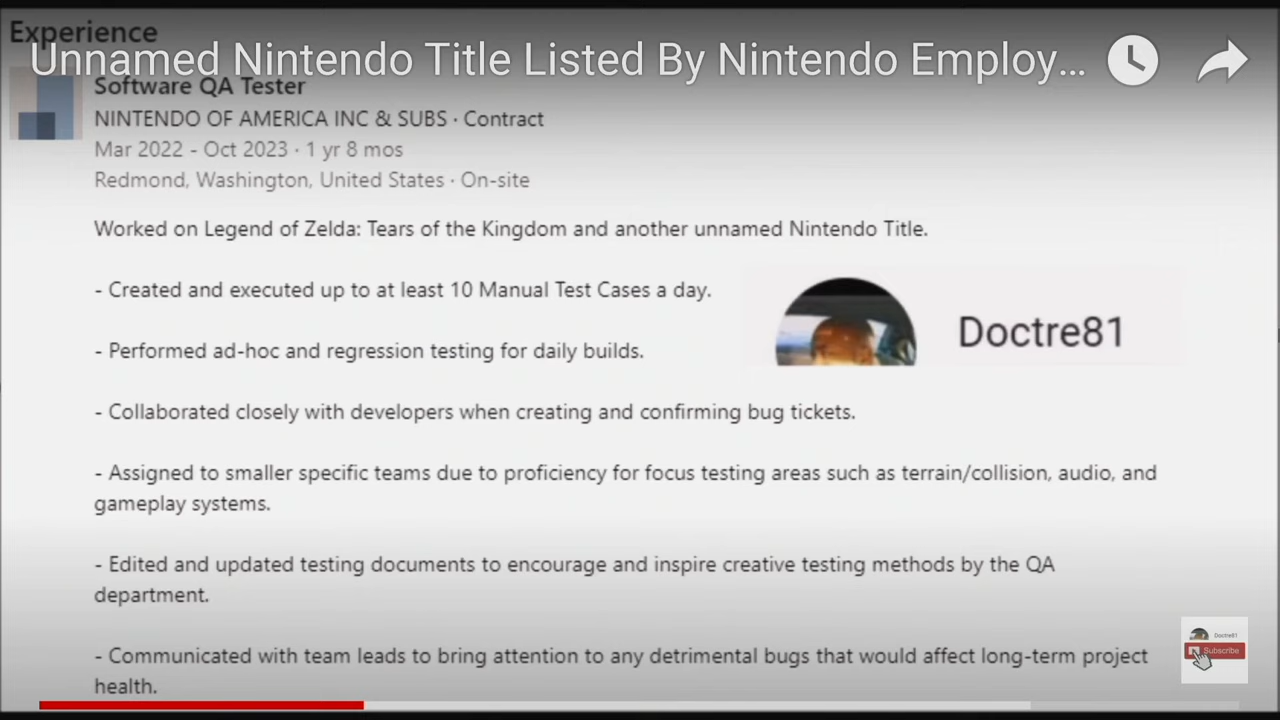 Experience
Unnamed Nintendo Title Listed By Nintendo Employ...
Software QA Tester
NINTENDO OF AMERICA INC & SUBS · Contract
Mar 2022 - Oct 2023 · 1 yr 8 mos
Redmond, Washington, United States · On-site
Worked on Legend of Zelda: Tears of the Kingdom and another unnamed Nintendo Title.
- Created and executed up to at least 10 Manual Test Cases a day.
Doctre81
- Performed ad-hoc and regression testing for daily builds.
- Collaborated closely with developers when creating and confirming bug tickets.
- Assigned to smaller specific teams due to proficiency for focus testing areas such as terrain/collision, audio, and
gameplay systems.
- Edited and updated testing documents to encourage and inspire creative testing methods by the QA
department.
- Communicated with team leads to bring attention to any detrimental bugs that would affect long-term project
health.
Doctre81
Subscribe